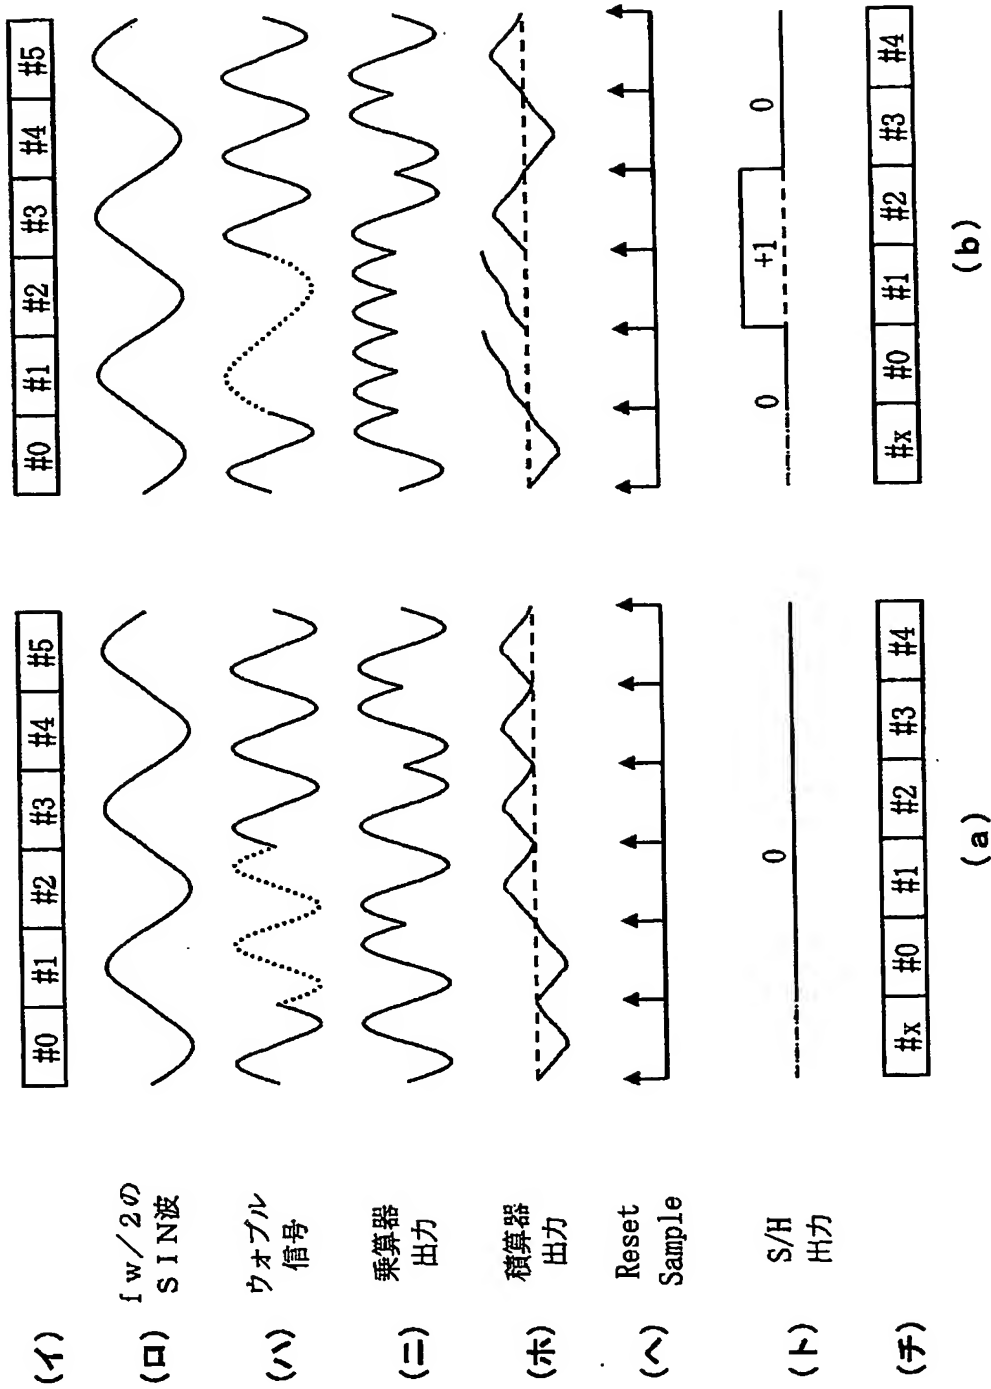 (イ) #0 #1 #2 #3 #4 #5 #0 #1 #2 #3 #4 #5
(ロ) fw/2の
SIN波
(ハ) ウォブル
信号
(ニ) 乗算器
出力
(ホ) 積算器
出力
(ヘ) Reset
Sample
(ト) S/H
出力
0 0 +1 0
(チ) #x #0 #1 #2 #3 #4 #x #0 #1 #2 #3 #4
(a) (b)